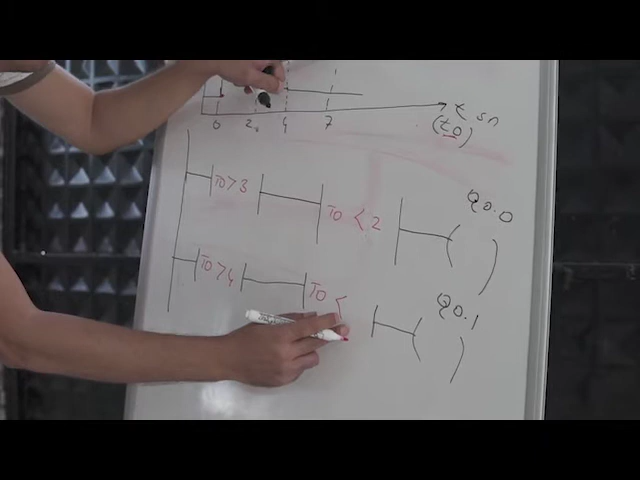 0 2 4 7
t sn
(t0)
T0 > 3 T0 < 2 Q0.0
( )
T0 > 4 T0 < Q0.1
( )